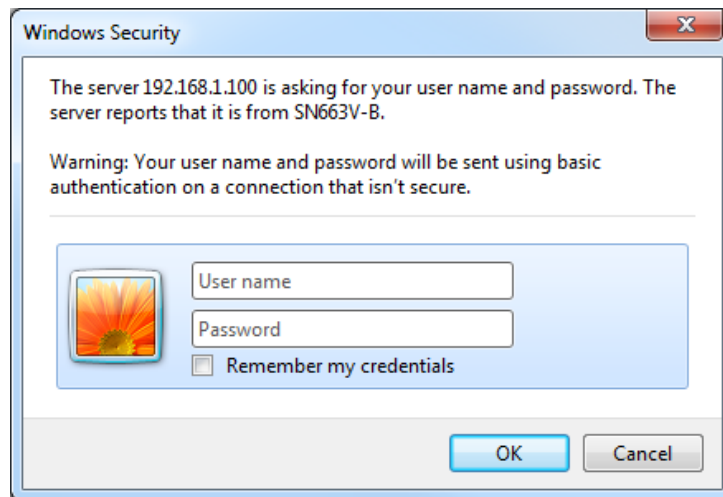 Windows Security
The server 192.168.1.100 is asking for your user name and password. The
server reports that it is from SN663V-B.
Warning: Your user name and password will be sent using basic
authentication on a connection that isn't secure.
User name
Password
Remember my credentials
OK
Cancel